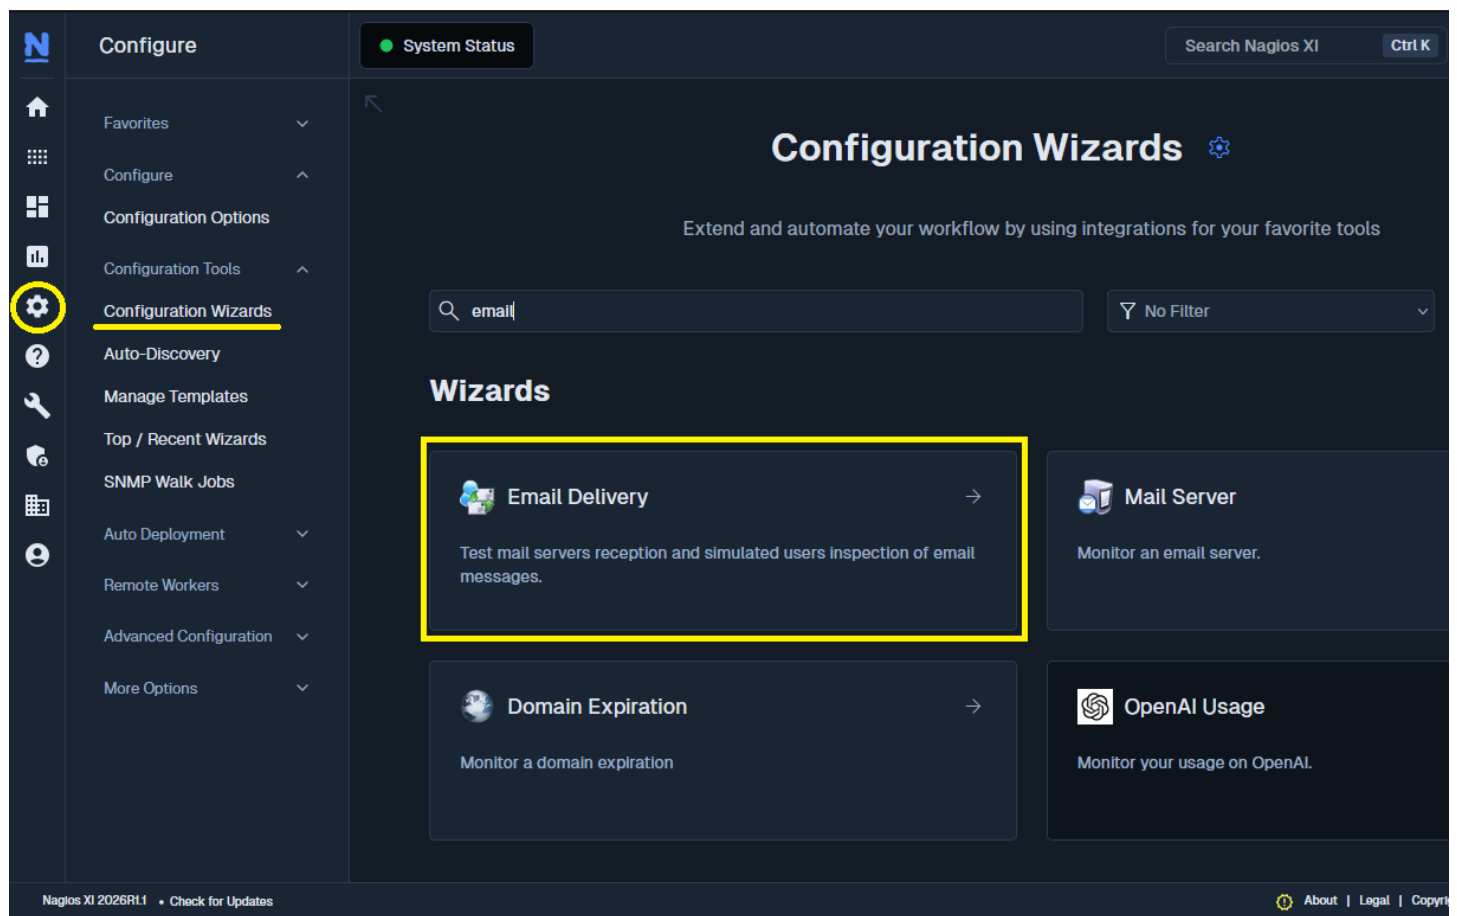 N
Configure
System Status
Search Nagios XI
Ctrl K
Favorites
Configure
Configuration Options
Configuration Tools
Configuration Wizards
Auto-Discovery
Manage Templates
Top / Recent Wizards
SNMP Walk Jobs
Auto Deployment
Remote Workers
Advanced Configuration
More Options
Configuration Wizards
Extend and automate your workflow by using integrations for your favorite tools
email
No Filter
Wizards
Email Delivery
Test mail servers reception and simulated users inspection of email
messages.
Mail Server
Monitor an email server.
Domain Expiration
Monitor a domain expiration
OpenAI Usage
Monitor your usage on OpenAI.
Nagios XI 2026R1.1 • Check for Updates
About | Legal | Copyri